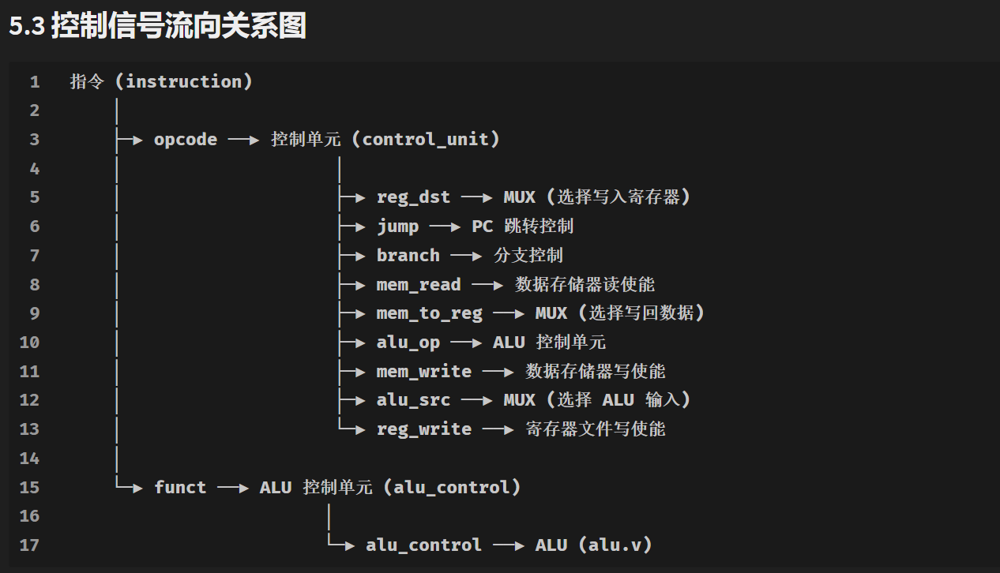 5.3 控制信号流向关系图
1 指令 (instruction)
2 │
3 ├─▶ opcode ──▶ 控制单元 (control_unit)
4 │ │
5 │ ├─▶ reg_dst ──▶ MUX (选择写入寄存器)
6 │ ├─▶ jump ──▶ PC 跳转控制
7 │ ├─▶ branch ──▶ 分支控制
8 │ ├─▶ mem_read ──▶ 数据存储器读使能
9 │ ├─▶ mem_to_reg ──▶ MUX (选择写回数据)
10 │ ├─▶ alu_op ──▶ ALU 控制单元
11 │ ├─▶ mem_write ──▶ 数据存储器写使能
12 │ ├─▶ alu_src ──▶ MUX (选择 ALU 输入)
13 │ └─▶ reg_write ──▶ 寄存器文件写使能
14 │
15 └─▶ funct ──▶ ALU 控制单元 (alu_control)
16 │
17 └─▶ alu_control ──▶ ALU (alu.v)